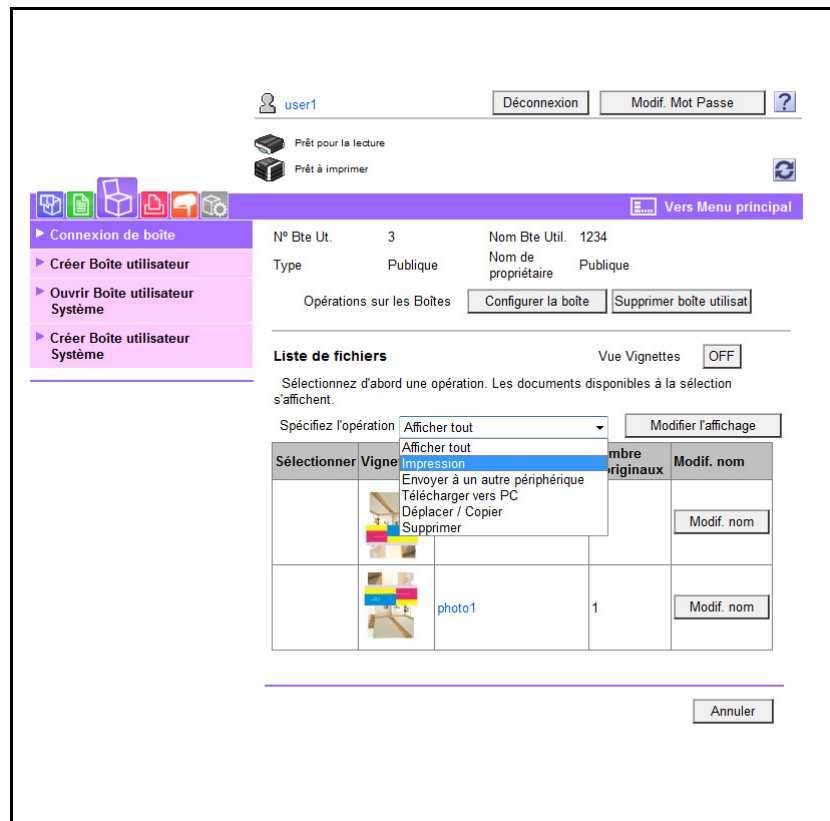 user1 Déconnexion Modif. Mot Passe ?
Prêt pour la lecture
Prêt à imprimer
Vers Menu principal
Connexion de boîte
Créer Boîte utilisateur
Ouvrir Boîte utilisateur
Système
Créer Boîte utilisateur
Système
Nº Bte Ut. 3 Nom Bte Util. 1234
Type Publique Nom de
propriétaire Publique
Opérations sur les Boîtes Configurer la boîte Supprimer boîte utilisat
Liste de fichiers Vue Vignettes OFF
Sélectionnez d'abord une opération. Les documents disponibles à la sélection
s'affichent.
Spécifiez l'opération Afficher tout Modifier l'affichage
Afficher tout
Impression
Envoyer à un autre périphérique
Télécharger vers PC
Déplacer / Copier
Supprimer
Sélectionner Vigne mbre
originaux Modif. nom
Modif. nom
photo1 1 Modif. nom
Annuler